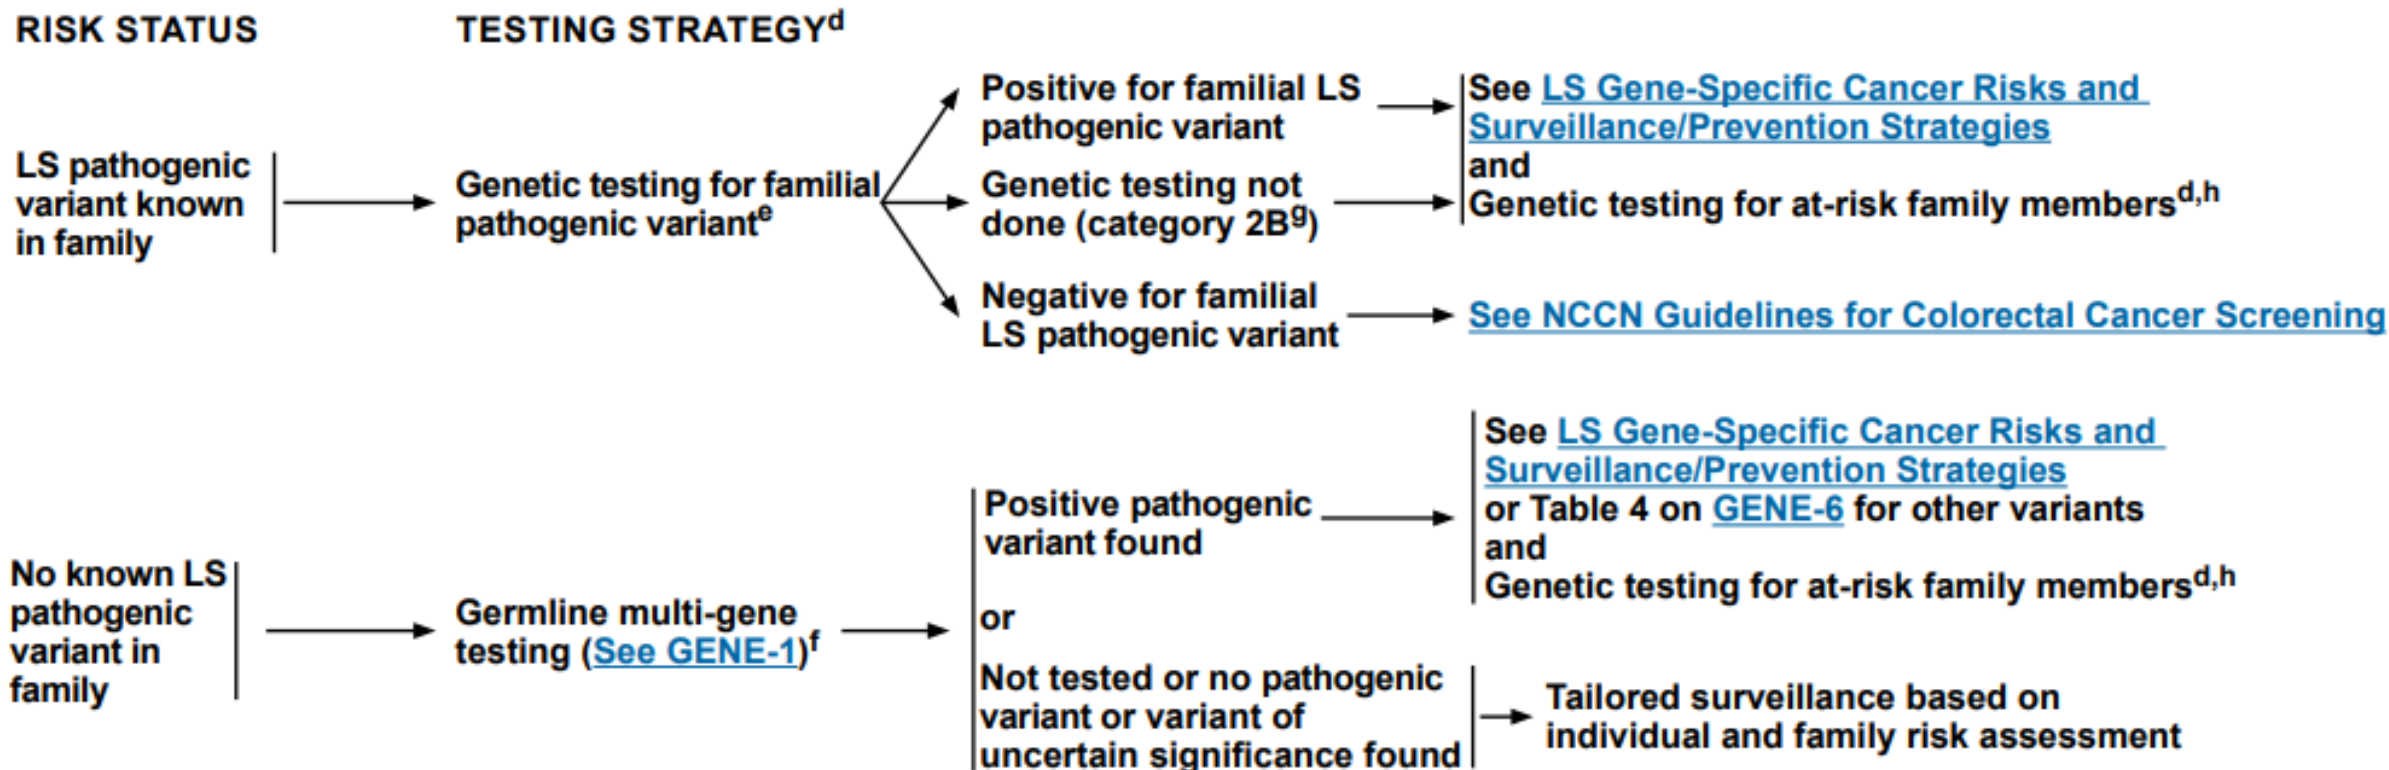 RISK STATUS
TESTING STRATEGYd
LS pathogenic
variant known
in family
Genetic testing for familial
pathogenic variante
Positive for familial LS
pathogenic variant
Genetic testing not
done (category 2Bg)
Negative for familial
LS pathogenic variant
See LS Gene-Specific Cancer Risks and
Surveillance/Prevention Strategies
and
Genetic testing for at-risk family membersd,h
See NCCN Guidelines for Colorectal Cancer Screening
No known LS
pathogenic
variant in
family
Germline multi-gene
testing (See GENE-1)f
Positive pathogenic
variant found
or
Not tested or no pathogenic
variant or variant of
uncertain significance found
See LS Gene-Specific Cancer Risks and
Surveillance/Prevention Strategies
or Table 4 on GENE-6 for other variants
and
Genetic testing for at-risk family membersd,h
Tailored surveillance based on
individual and family risk assessment